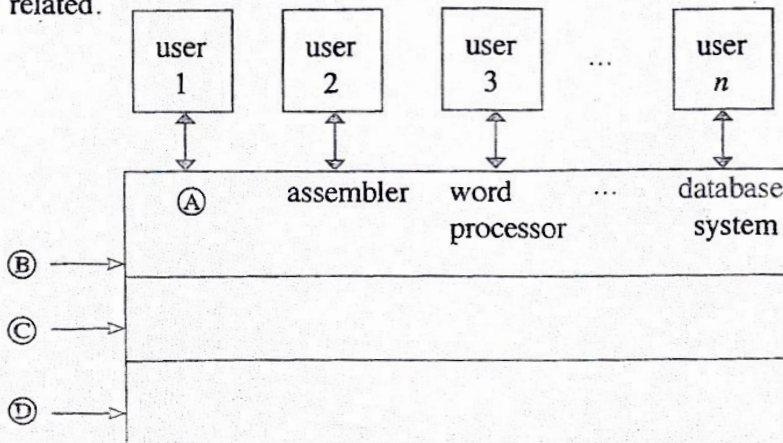 related.
user user user ... user
1 2 3 n
Ⓐ assembler word ... database
processor system
Ⓑ
Ⓒ
Ⓓ